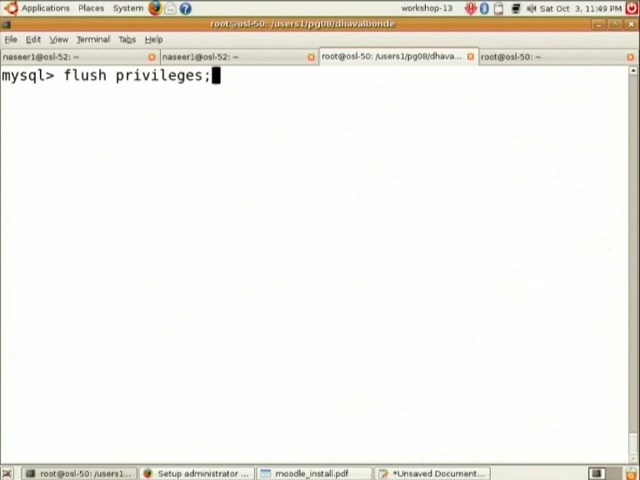 Applications Places System workshop-13 Sat Oct 3, 11:49 PM
root@osl-50: /users1/pg08/dhavalbonde
File Edit View Terminal Tabs Help
naseer1@osl-52: ~ naseer1@osl-52: ~ root@osl-50: /users1/pg08/dhava... root@osl-50: ~
mysql> flush privileges;
root@osl-50: /users1... Setup administrator ... moodle_install.pdf *Unsaved Document...